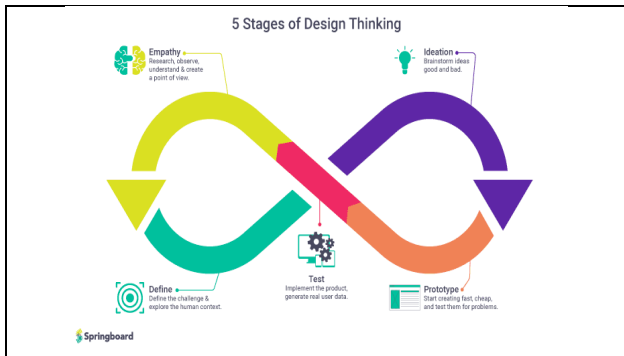 5 Stages of Design Thinking
Empathy
Research, observe,
understand & create
a point of view.
Ideation
Brainstorm ideas
good and bad.
Define
Define the challenge &
explore the human context.
Test
Implement the product,
generate real user data.
Prototype
Start creating fast, cheap,
and test them for problems.
Springboard